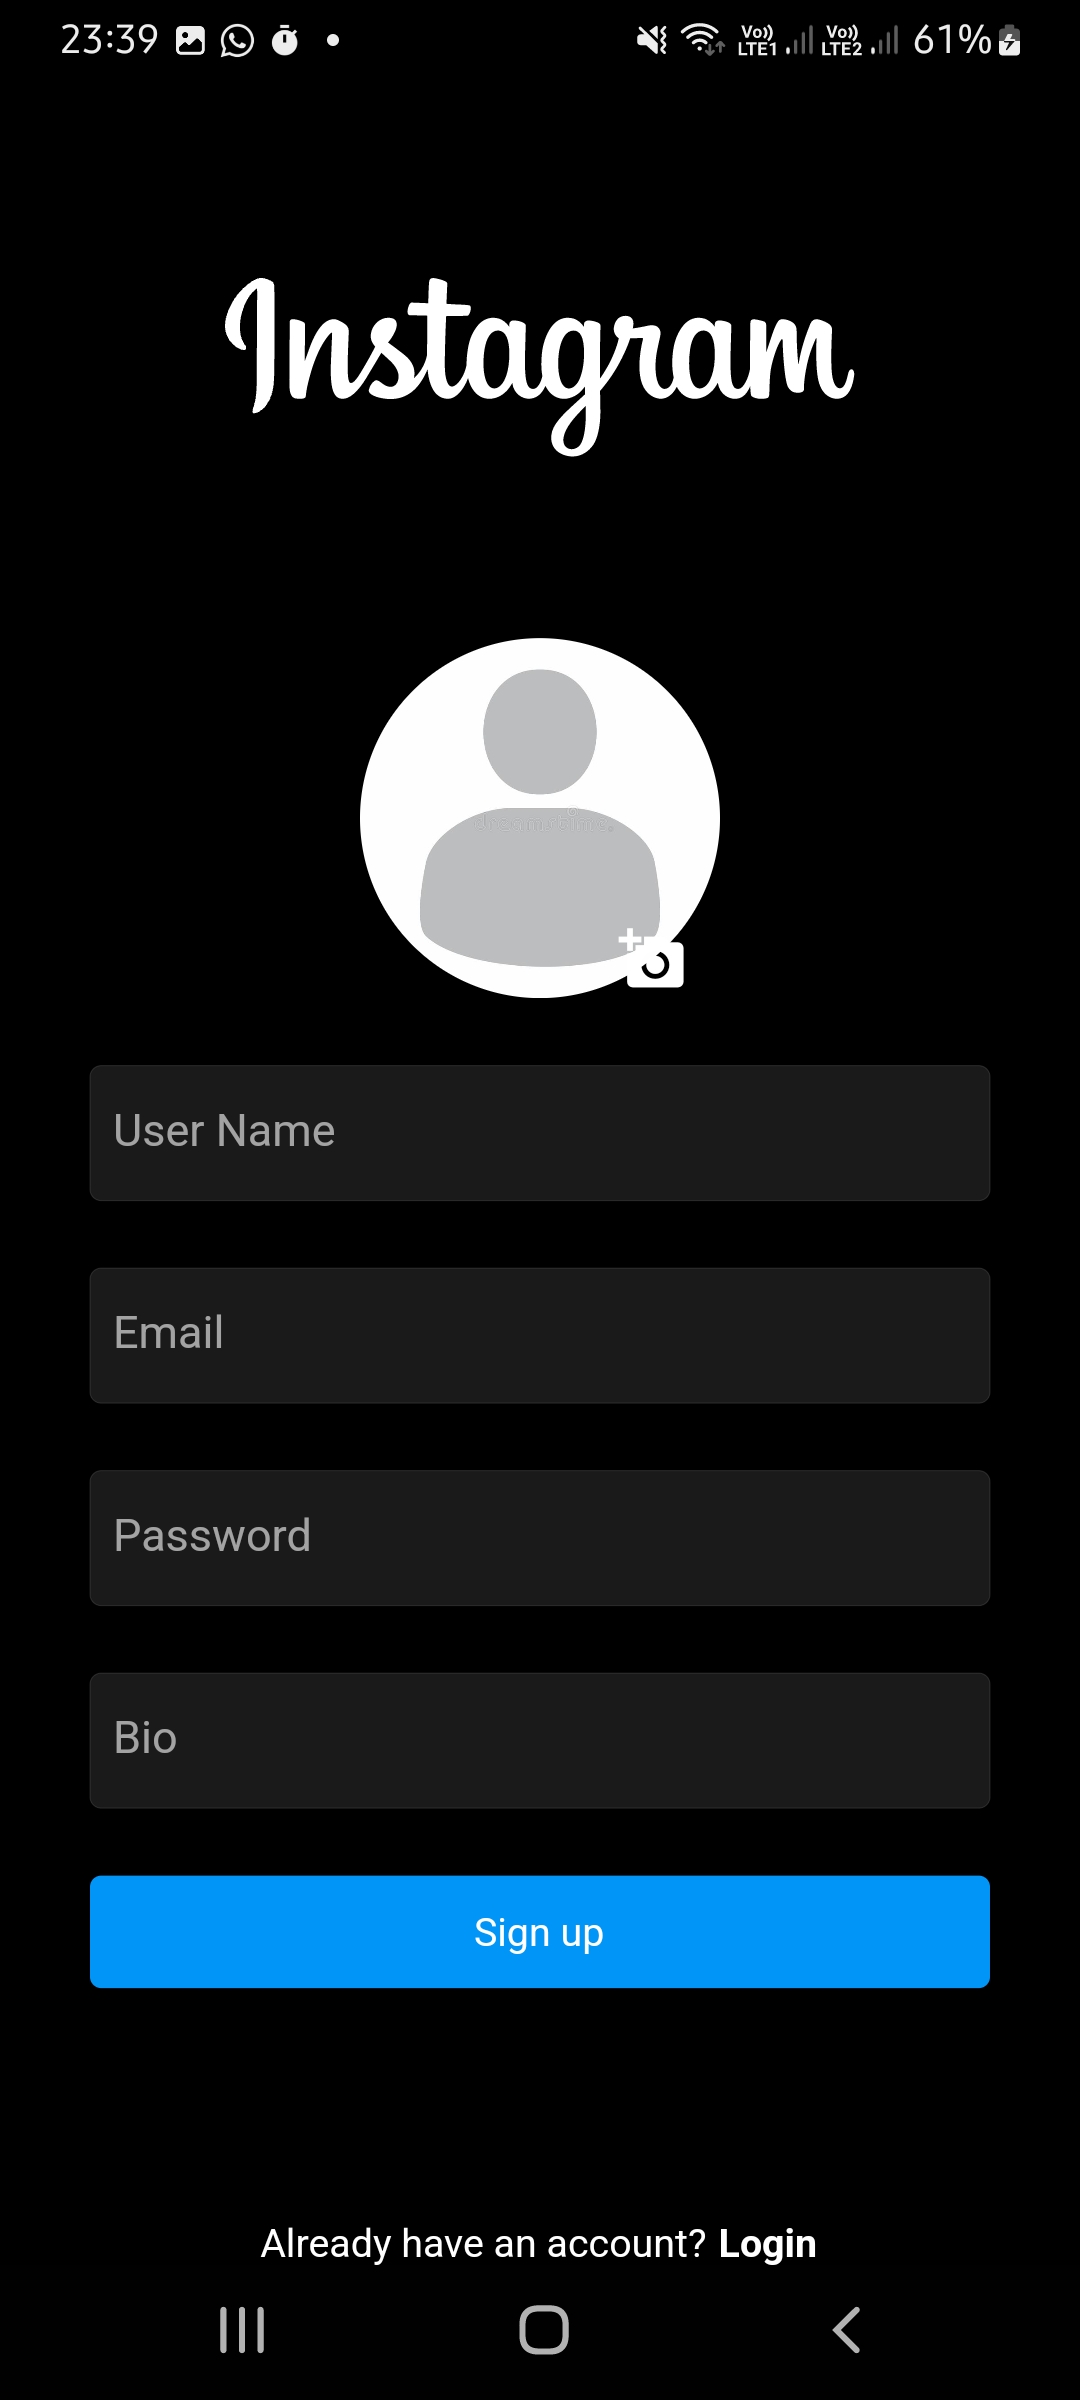 23:39
Vo))
LTE1
Vo))
LTE2
61%
Instagram
dreamstime
User Name
Email
Password
Bio
Sign up
Already have an account? Login